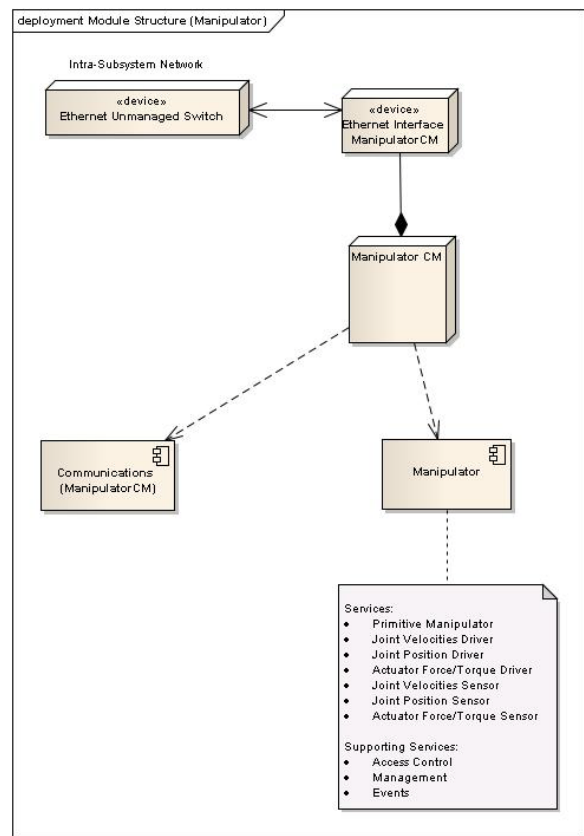 deployment Module Structure (Manipulator)
Intra-Subsystem Network
«device»
Ethernet Unmanaged Switch
«device»
Ethernet Interface
ManipulatorCM
Manipulator CM
Communications
(ManipulatorCM)
Manipulator
Services:
• Primitive Manipulator
• Joint Velocities Driver
• Joint Position Driver
• Actuator Force/Torque Driver
• Joint Velocities Sensor
• Joint Position Sensor
• Actuator Force/Torque Sensor
Supporting Services:
• Access Control
• Management
• Events